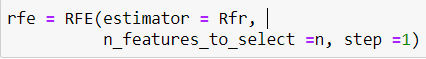 rfe = RFE(estimator = Rfr,
n_features_to_select =n, step =1)